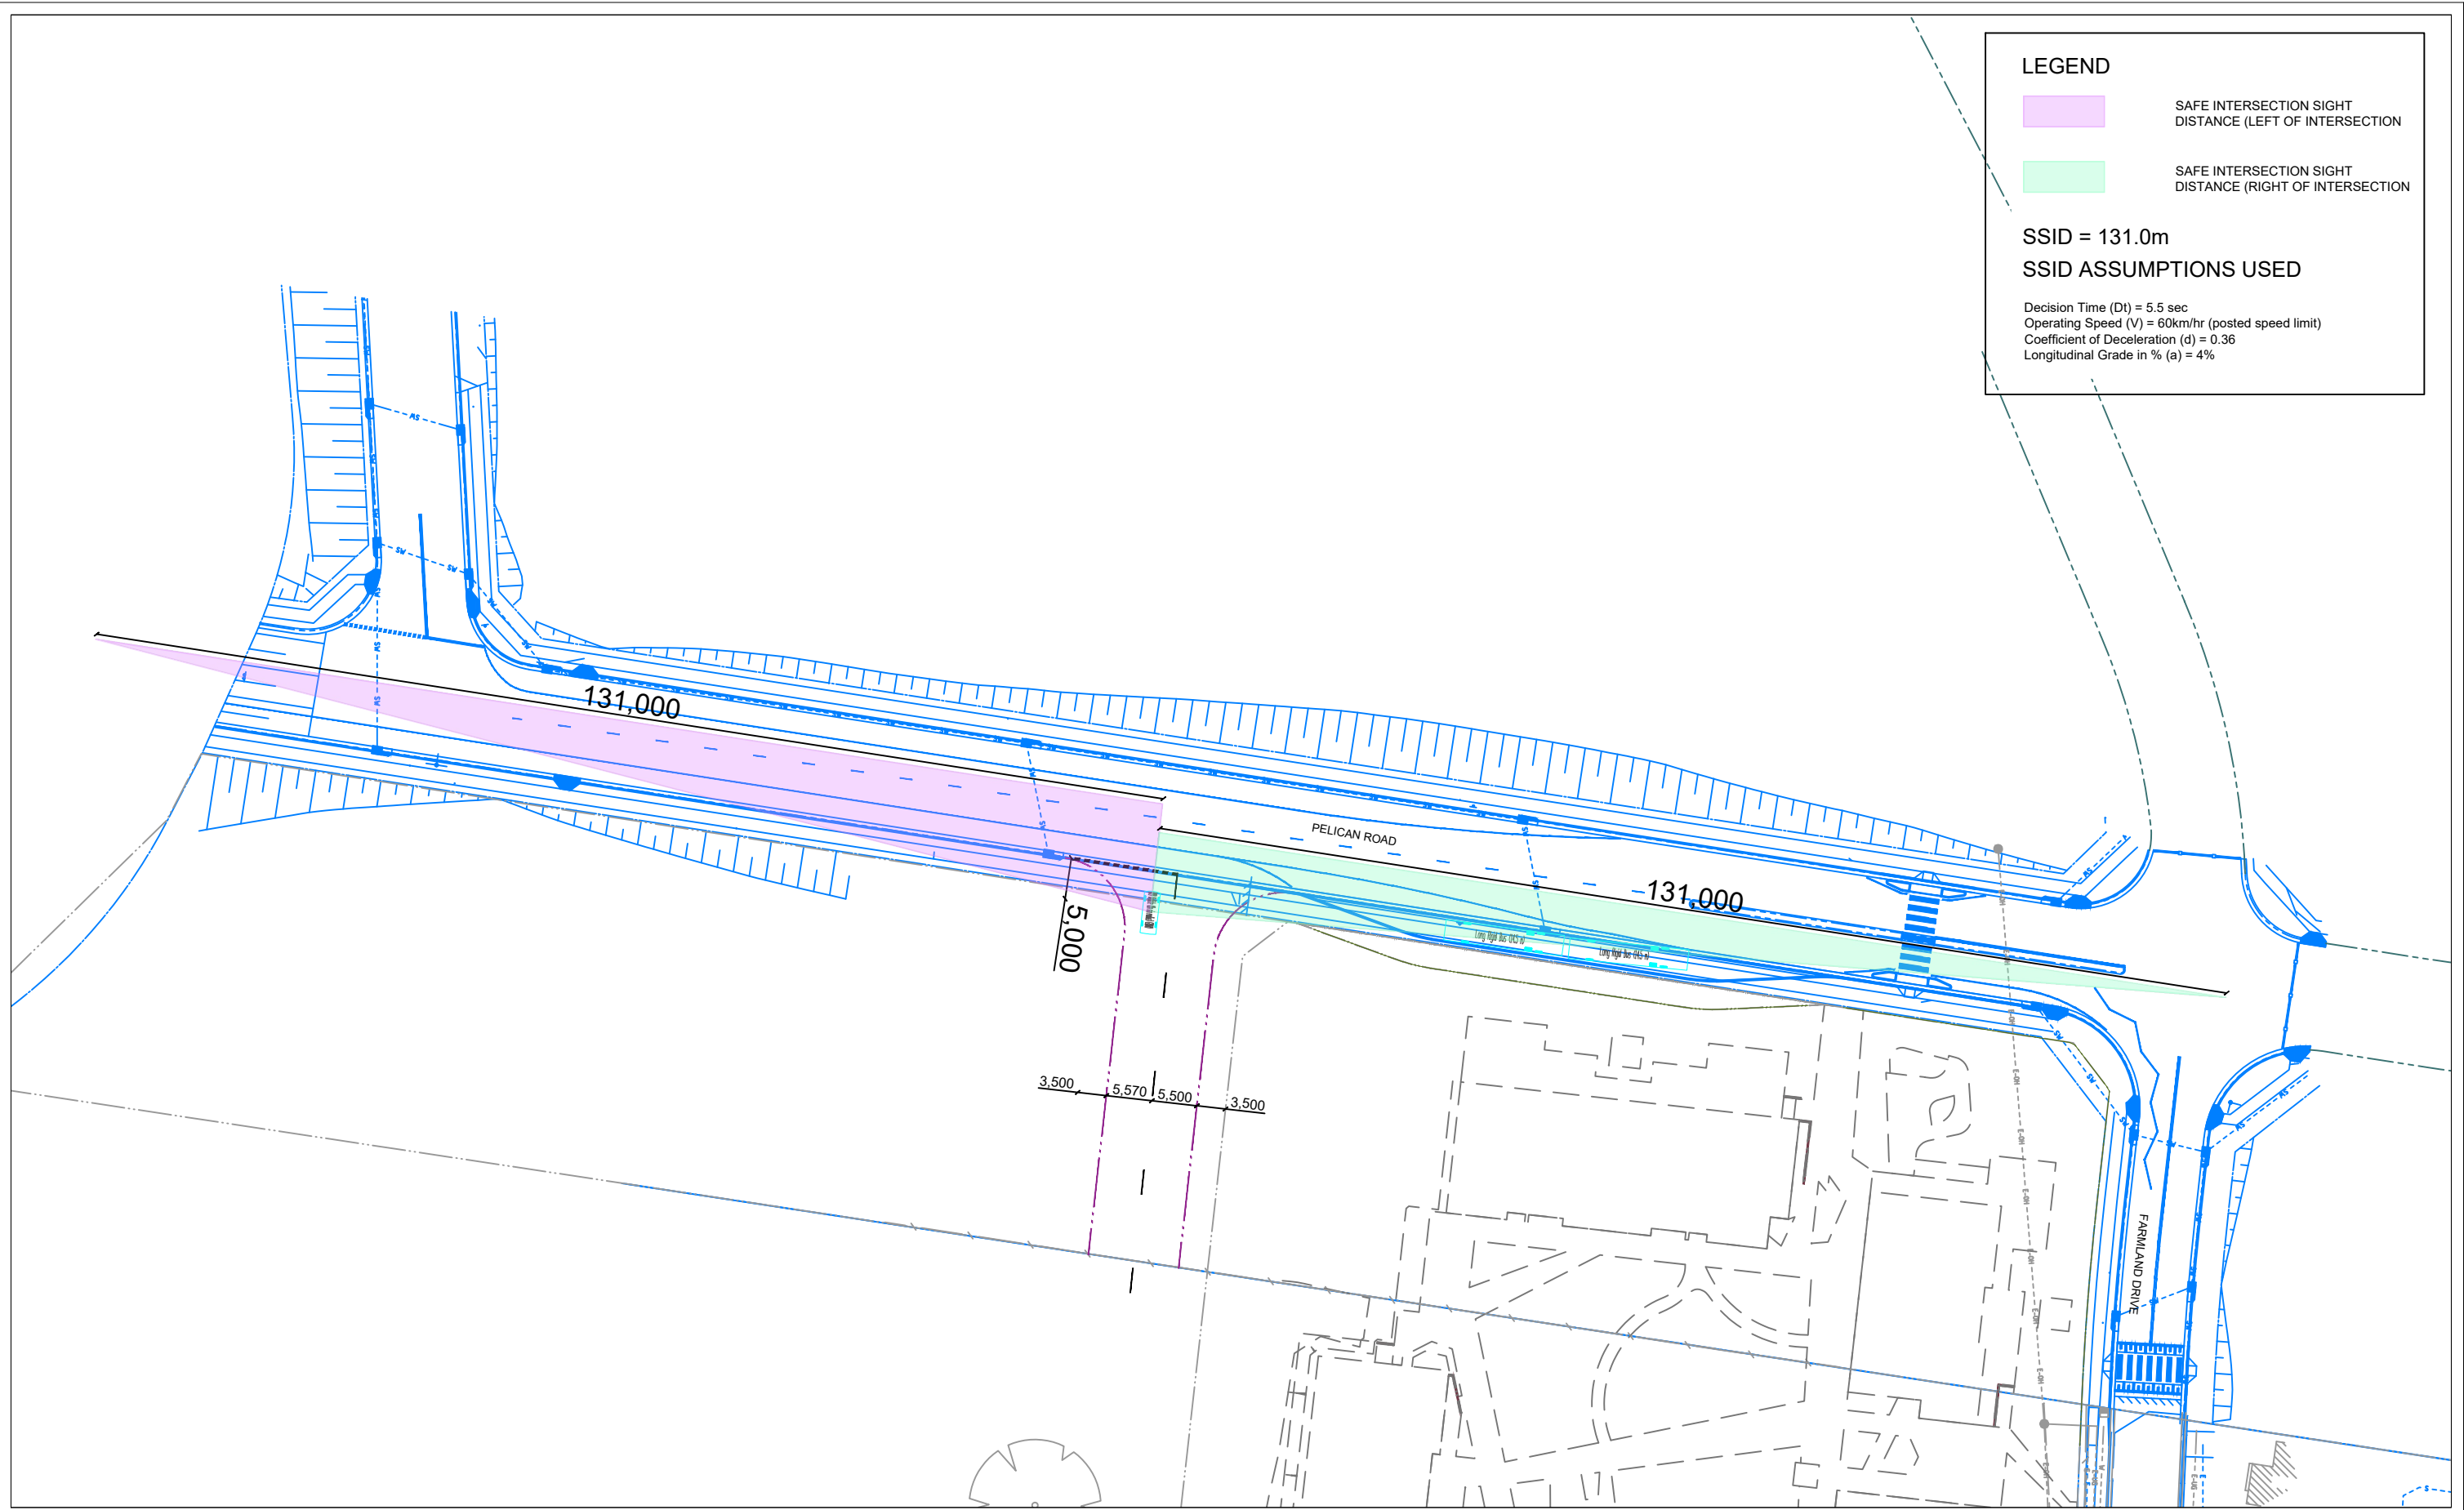 LEGEND
SAFE INTERSECTION SIGHT
DISTANCE (LEFT OF INTERSECTION
SAFE INTERSECTION SIGHT
DISTANCE (RIGHT OF INTERSECTION
SSID = 131.0m
SSID ASSUMPTIONS USED
Decision Time (Dt) = 5.5 sec
Operating Speed (V) = 60km/hr (posted speed limit)
Coefficient of Deceleration (d) = 0.36
Longitudinal Grade in % (a) = 4%
131,000
PELICAN ROAD
131,000
5,000
3,500
5,570
5,500
3,500
FARMLAND DRIVE